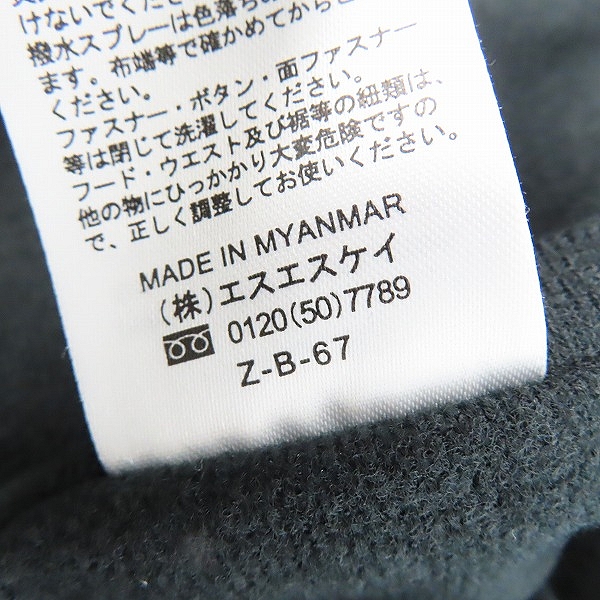 けないでくださ
撥水スプレーは色落ち
ます。布端等で確かめてから
ください。
ファスナー・ボタン・面ファスナー
等は閉じて洗濯してください。
フード・ウエスト及び裾等の紐類は、
他の物にひっかかり大変危険ですの
で、正しく調整してお使いください。
MADE IN MYANMAR
(株)エスエスケイ
0120(50)7789
Z-B-67